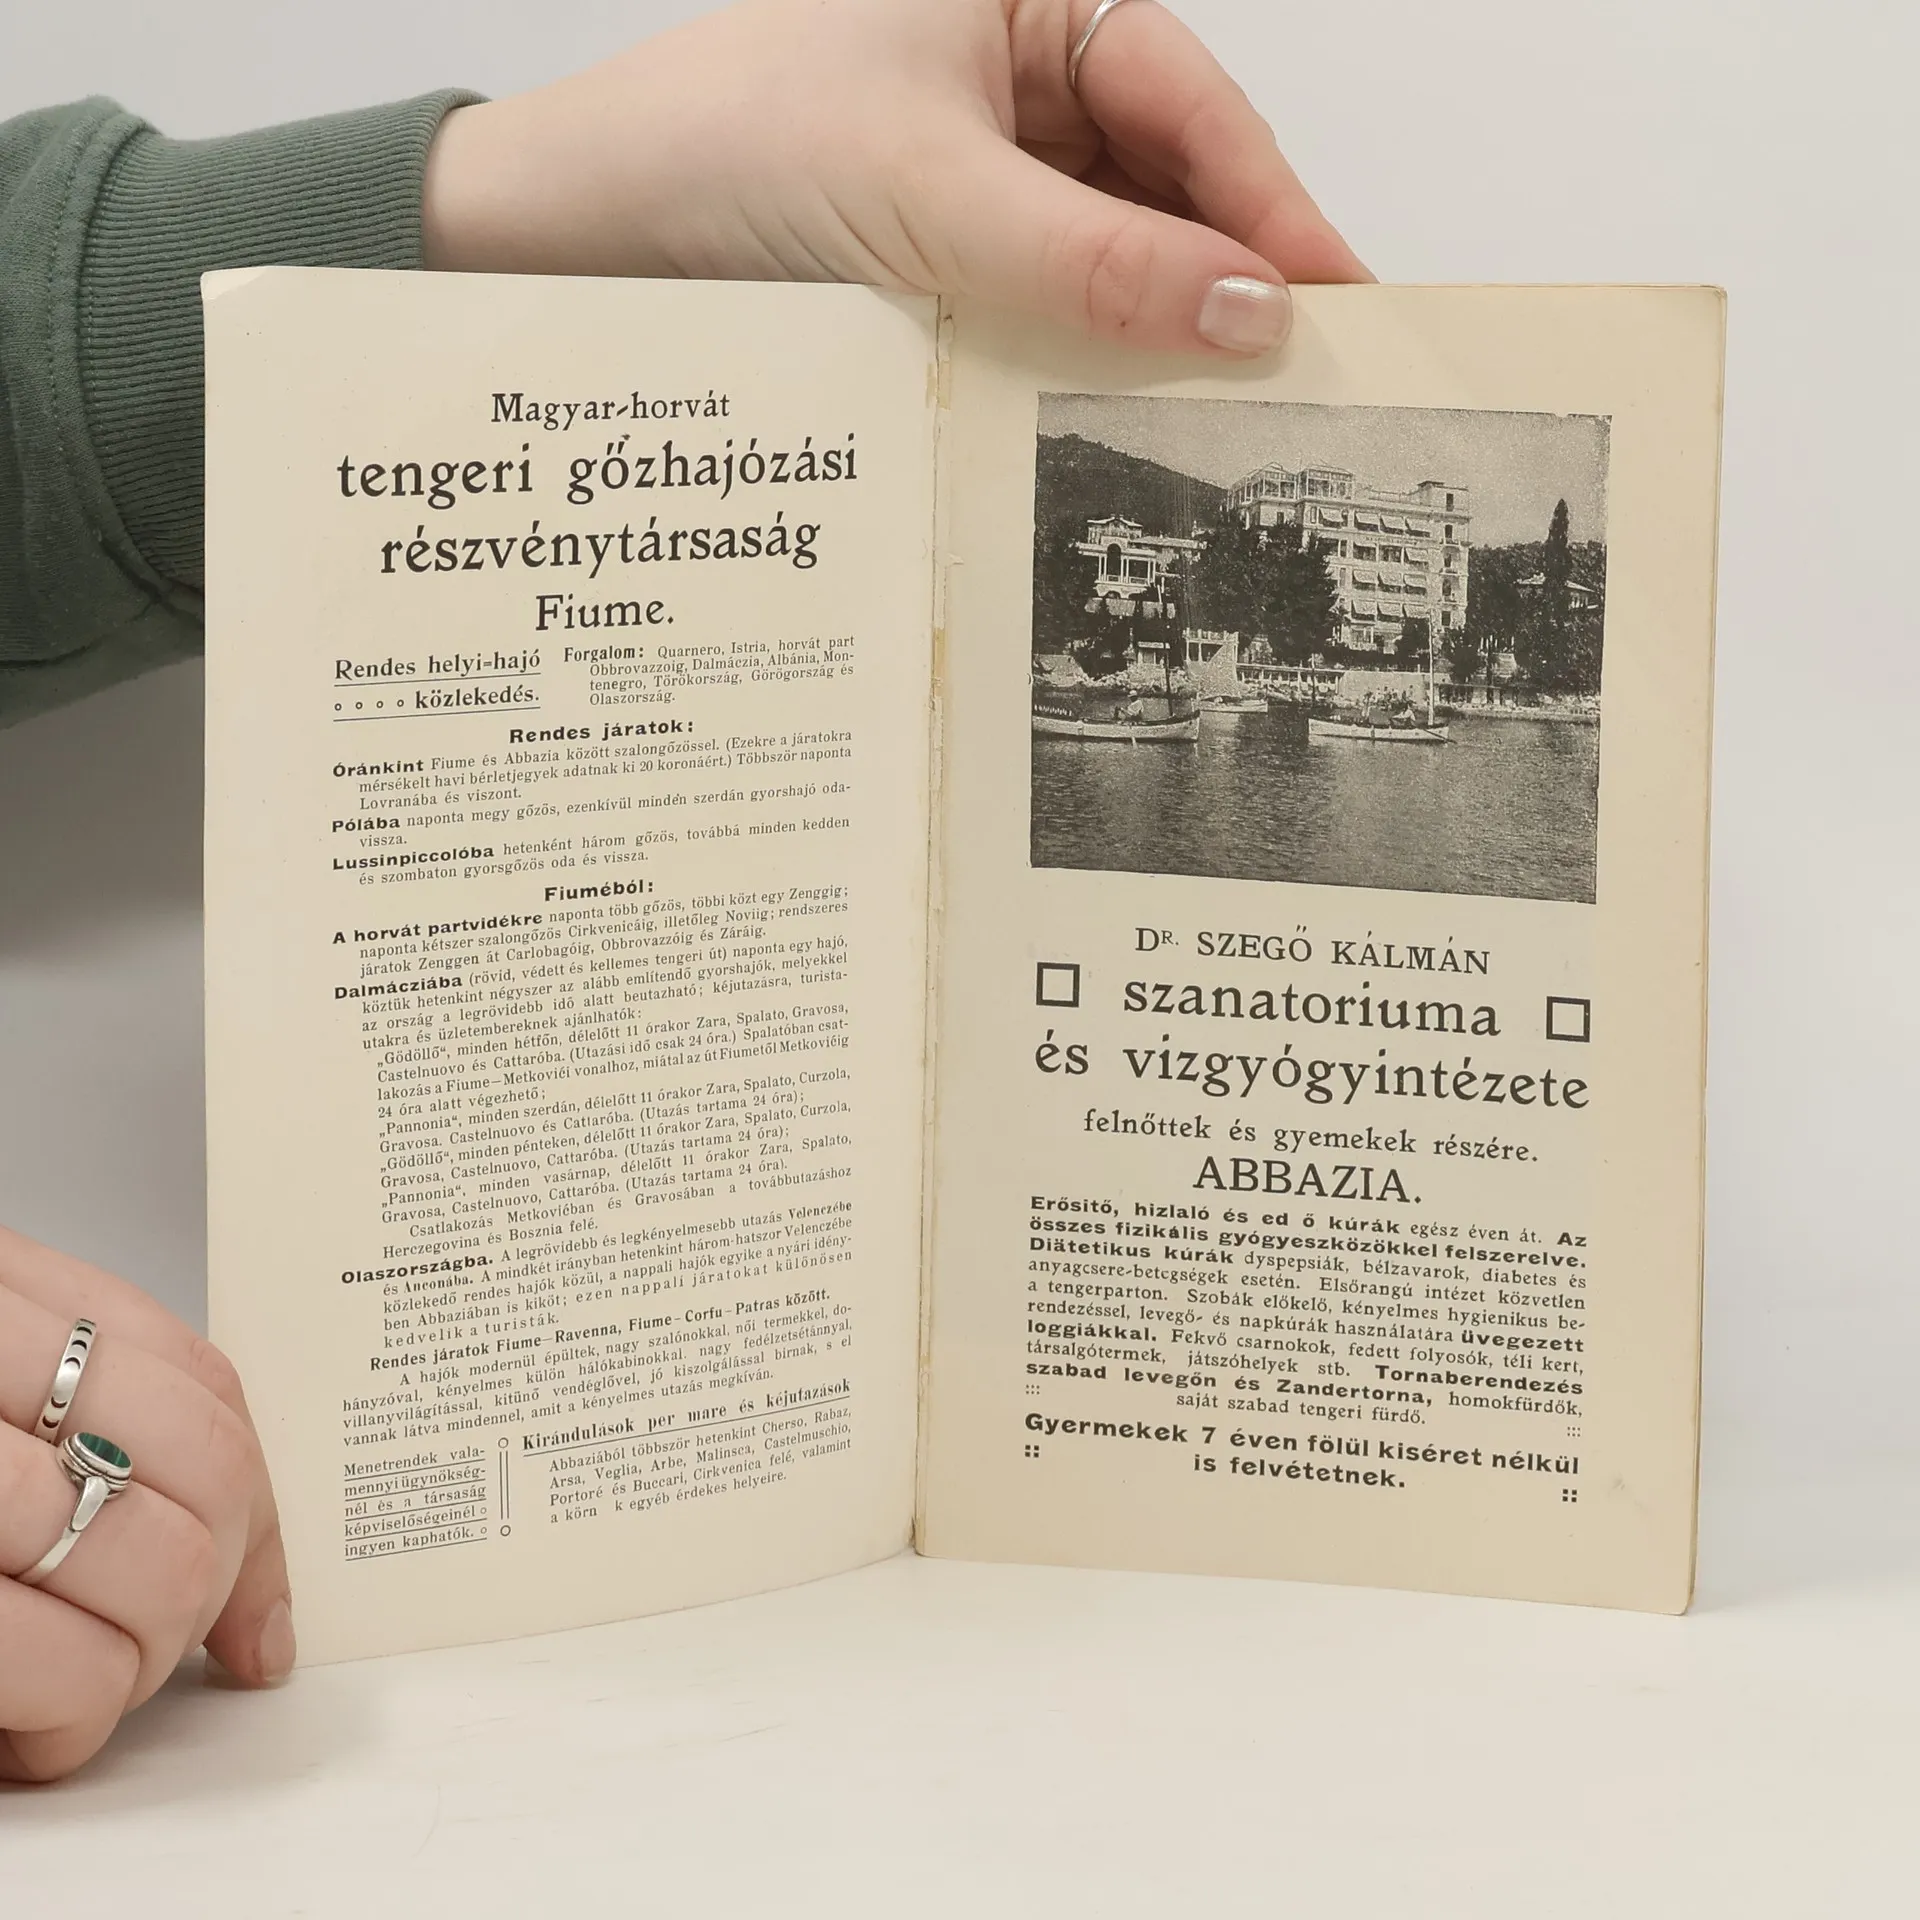 Magyar-horvát
tengeri gőzhajózási
részvénytársaság
Fiume.
Rendes helyi-hajó
közlekedés.
Forgalom: Quarnero, Istria, horvát part
Obbrovazzoig, Dalmáczia, Albánia, Mon-
tenegro, Törökország, Görögország és
Olaszország.
Rendes járatok:
Óránkint Fiume és Abbazia között szalongőzössel. (Ezekre a járatokra
mérsékelt havi bérletjegyek adatnak ki 20 koronáért.) Többször naponta
Lovranába és viszont.
Pólába naponta megy gőzös, ezenkívül minden szerdán gyorshajó oda-
vissza.
Lussinpiccolóba hetenként három gőzös, továbbá minden kedden
és szombaton gyorsgőzös oda és vissza.
Fiuméból:
A horvát partvidékre naponta több gőzös, többi közt egy Zenggig;
naponta kétszer szalongőzös Cirkvenicáig, illetőleg Noviig; rendszeres
járatok Zenggen át Carlobagóig, Obbrovazzóig és Záráig.
Dalmácziába (rövid, védett és kellemes tengeri út) naponta egy hajó,
köztük hetenkint négyszer az alább említendő gyorshajók, melyekkel
az ország a legrövidebb idő alatt beutazható; kéjutazásra, turista-
utakra és üzletembereknek ajánlhatók:
„Gödöllő“, minden hétfőn, délelőtt 11 órakor Zara, Spalato, Gravosa,
Castelnuovo és Cattaróba. (Utazási idő csak 24 óra.) Spalatóban csat-
lakozás a Fiume—Metkovići vonalhoz, miátal az út Fiumetől Metkovićig
24 óra alatt végezhető;
„Pannonia“, minden szerdán, délelőtt 11 órakor Zara, Spalato, Curzola,
Gravosa. Castelnuovo és Cattaróba. (Utazás tartama 24 óra);
„Gödöllő“, minden pénteken, délelőtt 11 órakor Zara, Spalato, Curzola,
Gravosa, Castelnuovo, Cattaróba. (Utazás tartama 24 óra);
„Pannonia“, minden vasárnap, délelőtt 11 órakor Zara, Spalato,
Gravosa, Castelnuovo, Cattaróba. (Utazás tartama 24 óra).
Csatlakozás Metkovićban és Gravosában a továbbutazáshoz
Herczegovina és Bosznia felé.
Olaszországba. A legrövidebb és legkényelmesebb utazás Velenczébe
és Anconába. A mindkét irányban hetenkint három-hatszor Velenczébe
közlekedő rendes hajók közül, a nappali hajók egyike a nyári idény-
ben Abbaziában is kiköt; ezen nappali járatokat különösen
kedvelik a turisták.
Rendes járatok Fiume—Ravenna, Fiume—Corfu—Patras között.
A hajók modernül épültek, nagy szalónokkal, női termekkel, do-
hányzóval, kényelmes külön hálókabinokkal. nagy fedélzetsétánnyal,
villanyvilágítással, kitünő vendéglővel, jó kiszolgálással birnak, s el
vannak látva mindennel, amit a kényelmes utazás megkíván.
Menetrendek vala-
mennyi ügynökség-
nél és a társaság
képviselőségeinél
ingyen kaphatók.
Kirándulások per mare és kéjutazások
Abbaziából többször hetenkint Cherso, Rabaz,
Arsa, Veglia, Arbe, Malinsca, Castelmuschio,
Portoré és Buccari, Cirkvenica felé, valamint
a körn k egyéb érdekes helyeire.
DR. SZEGŐ KÁLMÁN
szanatoriuma
és vizgyógyintézete
felnőttek és gyemekek részére.
ABBAZIA.
Erősitő, hizlaló és ed ő kúrák egész éven át. Az
összes fizikális gyógyeszközökkel felszerelve.
Diätetikus kúrák dyspepsiák, bélzavarok, diabetes és
anyagcsere-betegségek esetén. Elsőrangú intézet közvetlen
a tengerparton. Szobák előkelő, kényelmes hygienikus be-
rendezéssel, levegő- és napkúrák használatára üvegezett
loggiákkal. Fekvő csarnokok, fedett folyosók, téli kert,
társalgótermek, játszóhelyek stb. Tornaberendezés
szabad levegőn és Zandertorna, homokfürdők,
saját szabad tengeri fürdő.
Gyermekek 7 éven fölül kiséret nélkül
is felvétetnek.